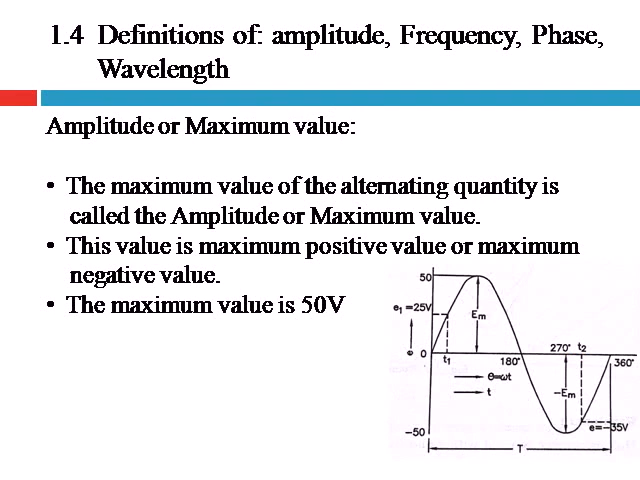 1.4 Definitions of: amplitude, Frequency, Phase,
Wavelength
Amplitude or Maximum value:
• The maximum value of the alternating quantity is
called the Amplitude or Maximum value.
• This value is maximum positive value or maximum
negative value.
• The maximum value is 50V
50
e₁ =25V
Eₘ
e
0
t₁
180°
270° t₂
360°
θ=ωt
t
−Eₘ
e=−35V
−50
T